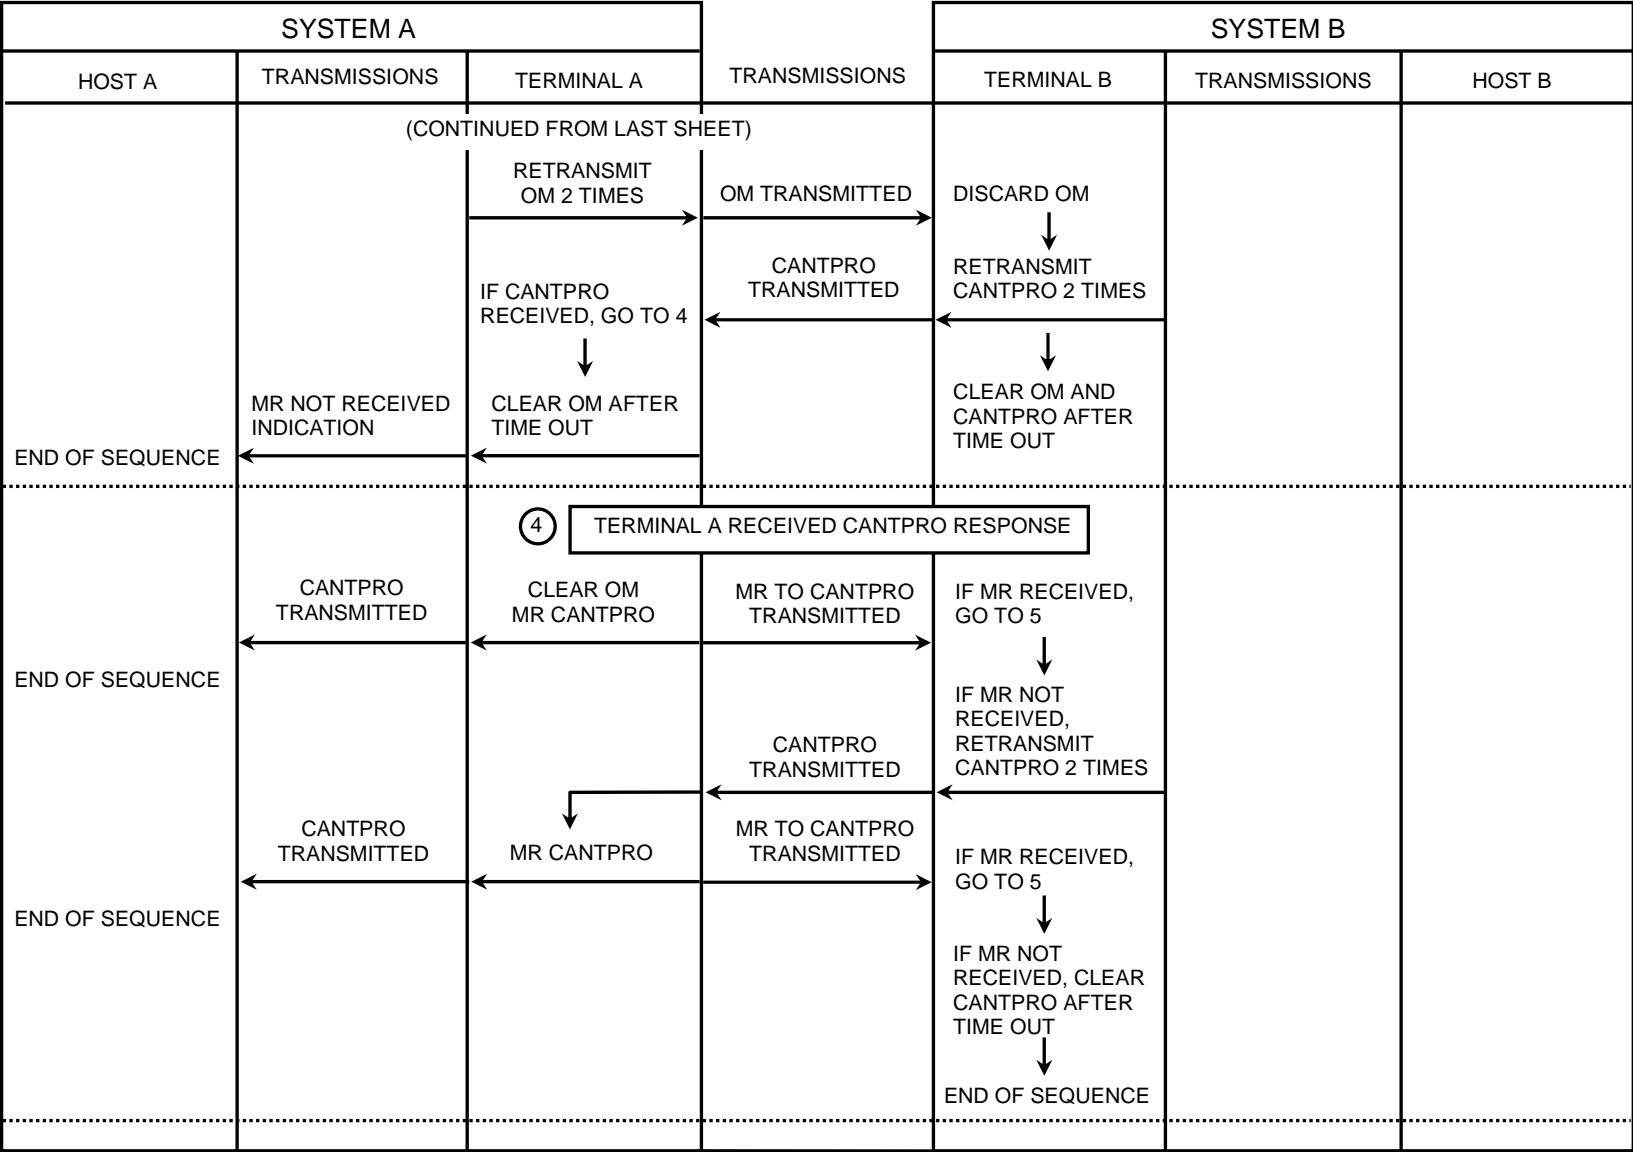 SYSTEM A
SYSTEM B
HOST A
TRANSMISSIONS
TERMINAL A
TRANSMISSIONS
TERMINAL B
TRANSMISSIONS
HOST B
(CONTINUED FROM LAST SHEET)
RETRANSMIT
OM 2 TIMES
OM TRANSMITTED
DISCARD OM
CANTPRO
TRANSMITTED
RETRANSMIT
CANTPRO 2 TIMES
IF CANTPRO
RECEIVED, GO TO 4
MR NOT RECEIVED
INDICATION
CLEAR OM AFTER
TIME OUT
CLEAR OM AND
CANTPRO AFTER
TIME OUT
END OF SEQUENCE
4
TERMINAL A RECEIVED CANTPRO RESPONSE
CANTPRO
TRANSMITTED
CLEAR OM
MR CANTPRO
MR TO CANTPRO
TRANSMITTED
IF MR RECEIVED,
GO TO 5
END OF SEQUENCE
IF MR NOT
RECEIVED,
RETRANSMIT
CANTPRO 2 TIMES
CANTPRO
TRANSMITTED
CANTPRO
TRANSMITTED
MR CANTPRO
MR TO CANTPRO
TRANSMITTED
IF MR RECEIVED,
GO TO 5
END OF SEQUENCE
IF MR NOT
RECEIVED, CLEAR
CANTPRO AFTER
TIME OUT
END OF SEQUENCE